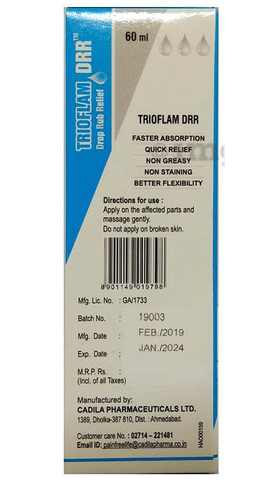 TRIOFLAM DRR™
Drop Rub Relief
60 ml
TRIOFLAM DRR
FASTER ABSORPTION
QUICK RELIEF
NON GREASY
NON STAINING
BETTER FLEXIBILITY
Directions for use :
Apply on the affected parts and
massage gently.
Do not apply on broken skin.
8901149019798
Mfg. Lic. No. : GA/1733
Batch No. : 19003
Mfg. Date : FEB./2019
Exp. Date : JAN./2024
M.R.P. Rs. :
(Incl. of all Taxes)
Manufactured by:
CADILA PHARMACEUTICALS LTD.
1389, Dholka-387 810, Dist.: Ahmedabad.
Customer care No. : 02714 – 221481
Email ID: painfreelife@cadilapharma.co.in
HAO00159